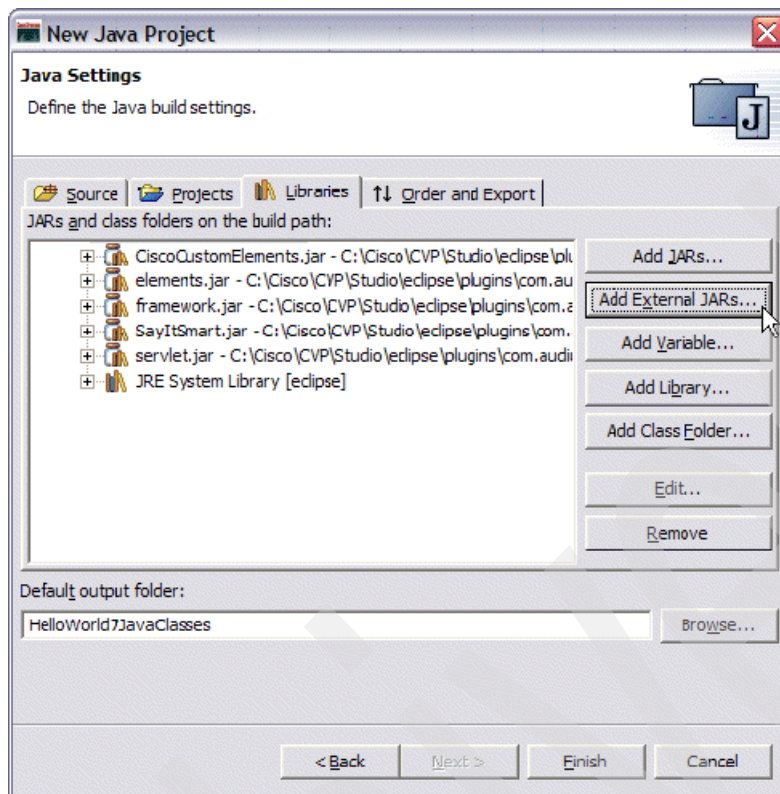 New Java Project
Java Settings
Define the Java build settings.
J
Source
Projects
Libraries
Order and Export
JARs and class folders on the build path:
CiscoCustomElements.jar - C:\Cisco\CVP\Studio\eclipse\plu
elements.jar - C:\Cisco\CVP\Studio\eclipse\plugins\com.au
framework.jar - C:\Cisco\CVP\Studio\eclipse\plugins\com.a
SayItSmart.jar - C:\Cisco\CVP\Studio\eclipse\plugins\com.
servlet.jar - C:\Cisco\CVP\Studio\eclipse\plugins\com.audi
JRE System Library [eclipse]
Add JARs...
Add External JARs...
Add Variable...
Add Library...
Add Class Folder...
Edit...
Remove
Default output folder:
HelloWorld7JavaClasses
Browse...
< Back
Next >
Finish
Cancel